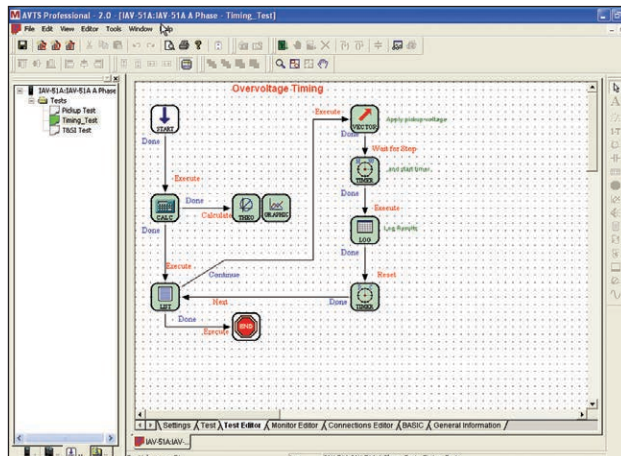 AVTS Professional - 2.0 - [IAV-51A:IAV-51A A Phase - Timing_Test]
File Edit View Editor Tools Window Help
IAV-51A:IAV-51A A Phase
Tests
Pickup Test
Timing_Test
T&SI Test
Overvoltage Timing
START
Done
Execute
CALC
Done
Calculate
THEO
GRAPHIC
Done
Execute
LIST
Continue
Execute
VECTOR
Apply pickup voltage
Done
Wait for Stop
TIMER
and start timer
Done
Execute
LOG
Log Results
Done
Reset
TIMER
Done
Next
Done
Execute
END
Settings / Test / Test Editor / Monitor Editor / Connections Editor / BASIC / General Information /
IAV-51A:IAV-...